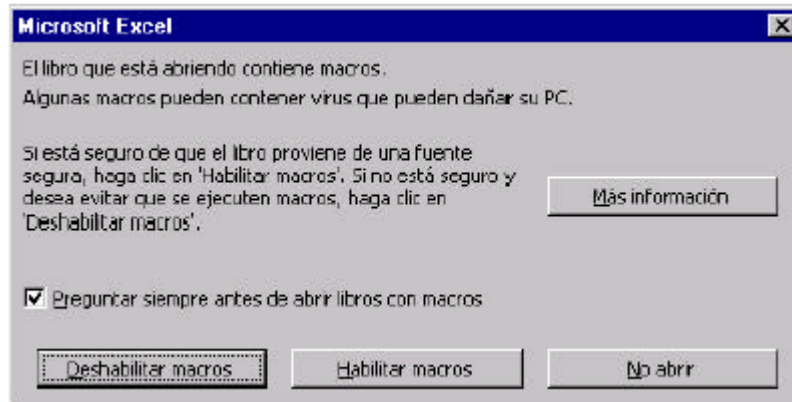 Microsoft Excel
El libro que está abriendo contiene macros.
Algunas macros pueden contener virus que pueden dañar su PC.
Si está seguro de que el libro proviene de una fuente
segura, haga clic en 'Habilitar macros'. Si no está seguro y
desea evitar que se ejecuten macros, haga clic en
'Deshabilitar macros'.
Más información
Preguntar siempre antes de abrir libros con macros
Deshabilitar macros
Habilitar macros
No abrir